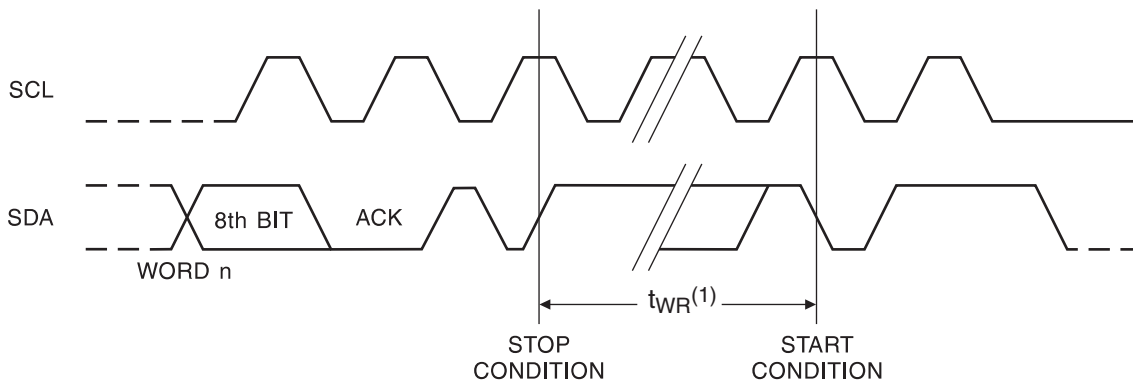 SCL
SDA
8th BIT
ACK
WORD n
tWR(1)
STOP
CONDITION
START
CONDITION